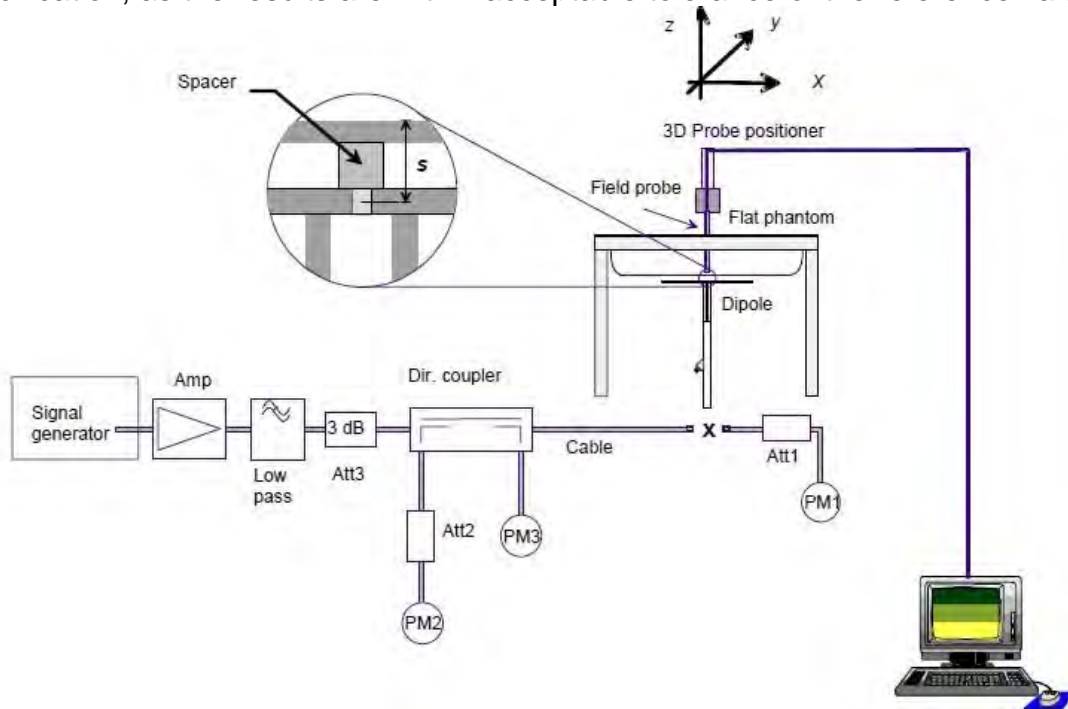 z
y
X
Spacer
3D Probe positioner
s
Field probe
Flat phantom
Dipole
Dir. coupler
Amp
Signal
generator
3 dB
X
Cable
Att1
Low
pass
Att3
PM1
Att2
PM3
PM2